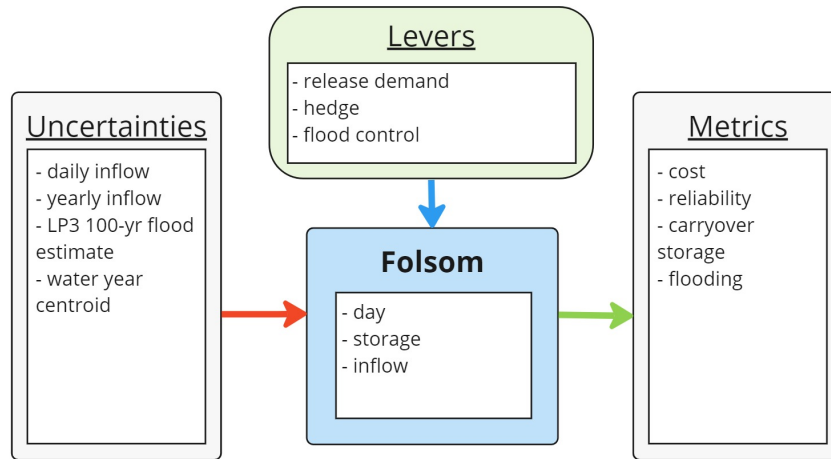 Levers
- release demand
- hedge
- flood control
Uncertainties
- daily inflow
- yearly inflow
- LP3 100-yr flood
estimate
- water year
centroid
Folsom
- day
- storage
- inflow
Metrics
- cost
- reliability
- carryover
storage
- flooding